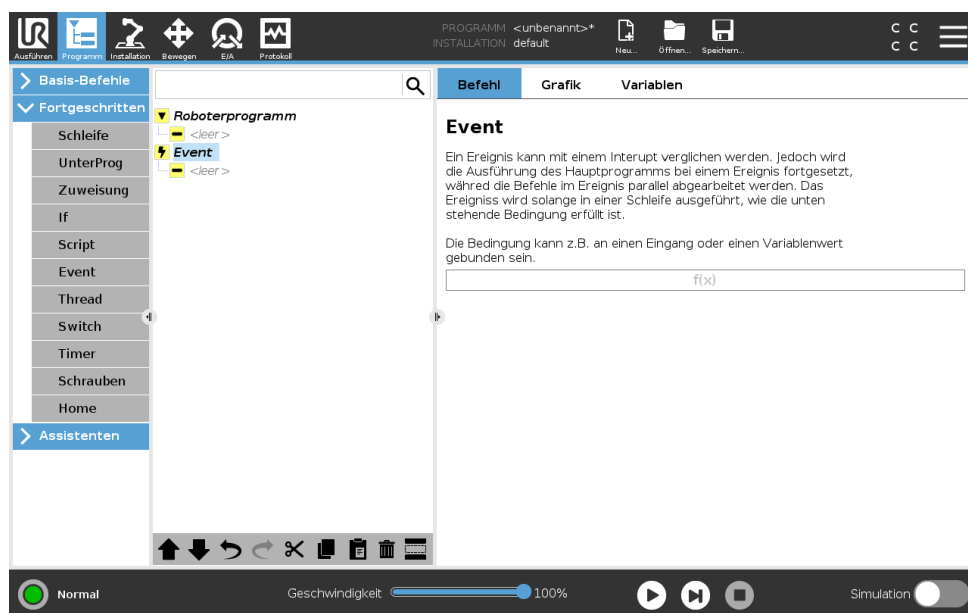 UR
PROGRAMM <unbenannt>*
INSTALLATION default
Ausführen Programm Installation Bewegen E/A Protokoll
Neu... Öffnen... Speichern...
C C
C C
Basis-Befehle
Fortgeschritten
Schleife
UnterProg
Zuweisung
If
Script
Event
Thread
Switch
Timer
Schrauben
Home
Assistenten
Roboterprogramm
<leer>
Event
<leer>
Befehl Grafik Variablen
Event
Ein Ereignis kann mit einem Interupt verglichen werden. Jedoch wird
die Ausführung des Hauptprogramms bei einem Ereignis fortgesetzt,
während die Befehle im Ereignis parallel abgearbeitet werden. Das
Ereigniss wird solange in einer Schleife ausgeführt, wie die unten
stehende Bedingung erfüllt ist.
Die Bedingung kann z.B. an einen Eingang oder einen Variablenwert
gebunden sein.
f(x)
Normal
Geschwindigkeit 100%
Simulation